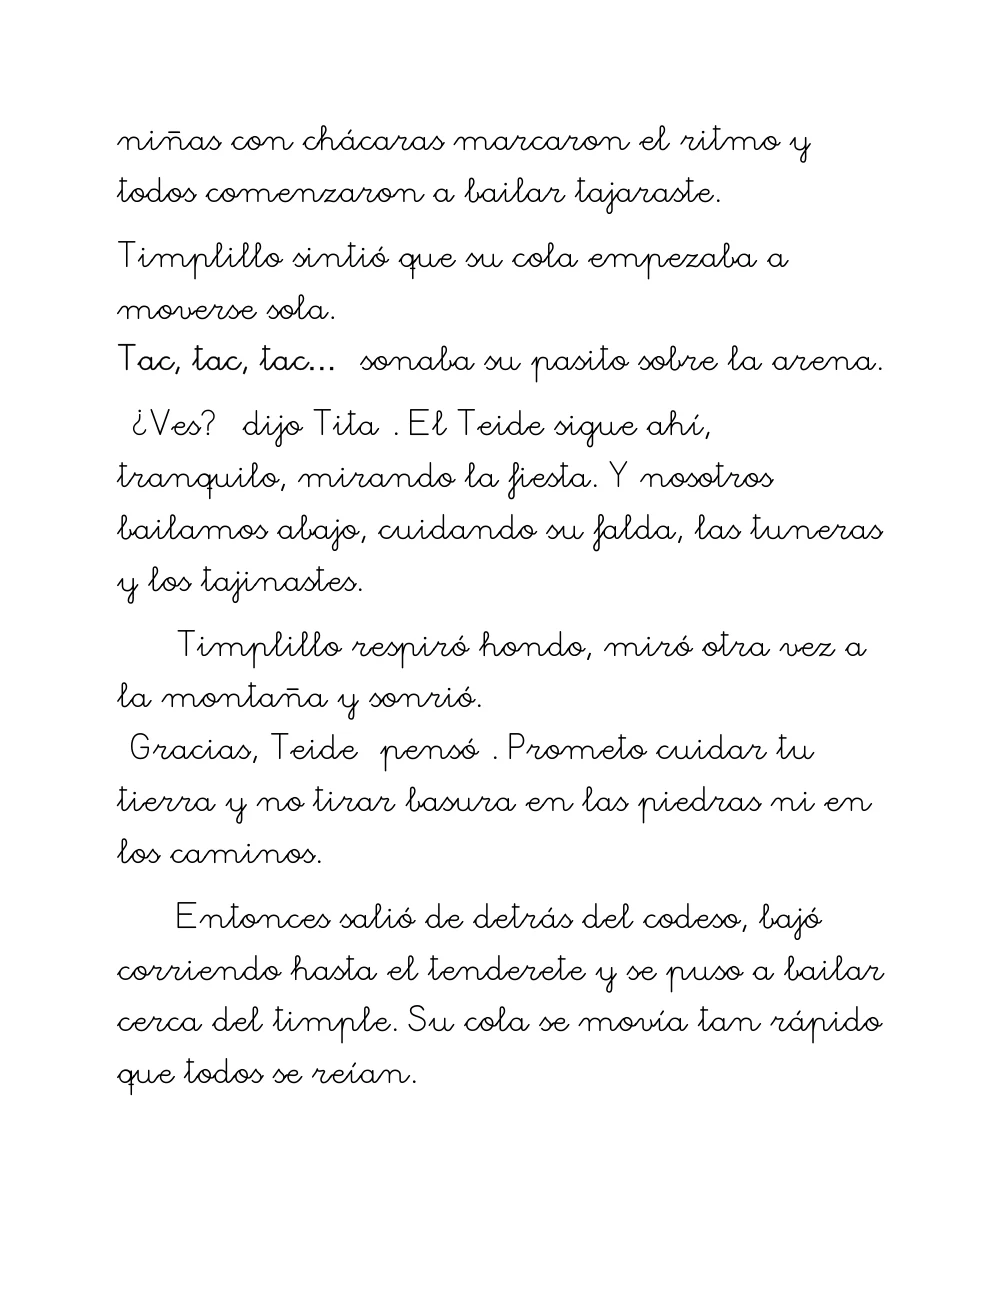 niñas con chácaras marcaron el ritmo y
todos comenzaron a bailar tajaraste.
Timplillo sintió que su cola empezaba a
moverse sola.
Tac, tac, tac... sonaba su pasito sobre la arena.
¿Ves? dijo Tita . El Teide sigue ahí,
tranquilo, mirando la fiesta. Y nosotros
bailamos abajo, cuidando su falda, las tuneras
y los tajinastes.
Timplillo respiró hondo, miró otra vez a
la montaña y sonrió.
Gracias, Teide pensó . Prometo cuidar tu
tierra y no tirar basura en las piedras ni en
los caminos.
Entonces salió de detrás del codeso, bajó
corriendo hasta el tenderete y se puso a bailar
cerca del timple. Su cola se movía tan rápido
que todos se reían.